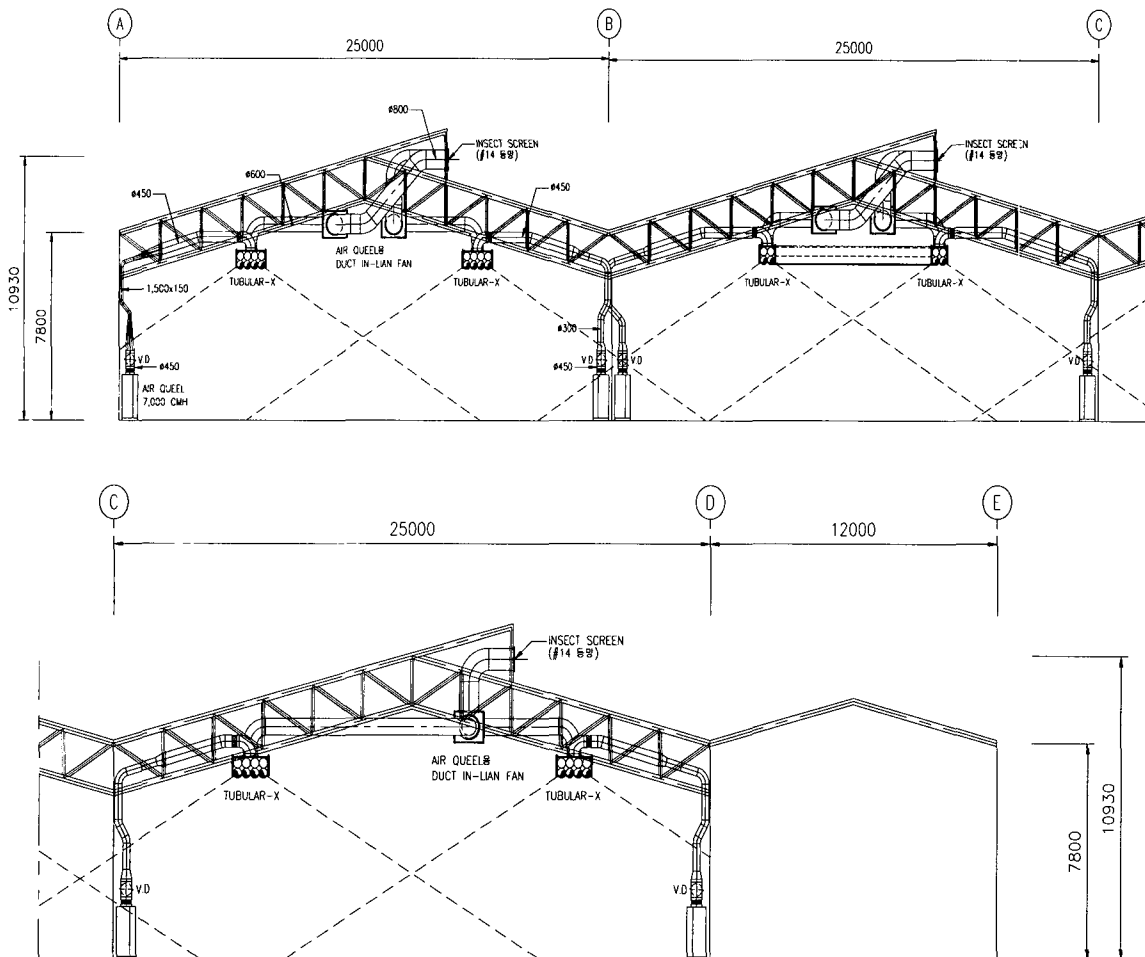 A
B
C
25000
25000
ø800
INSECT SCREEN
(#14 동망)
INSECT SCREEN
(#14 동망)
ø600
ø450
ø450
AIR QUEEL용
DUCT IN-LIAN FAN
TUBULAR-X
TUBULAR-X
TUBULAR-X
TUBULAR-X
10930
7800
1,500x150
ø300
V.D
V.D
V.D
ø450
ø450
AIR QUEEL
7,000 CMH
C
D
E
25000
12000
INSECT SCREEN
(#14 동망)
AIR QUEEL용
DUCT IN-LIAN FAN
TUBULAR-X
TUBULAR-X
V.D
V.D
7800
10930